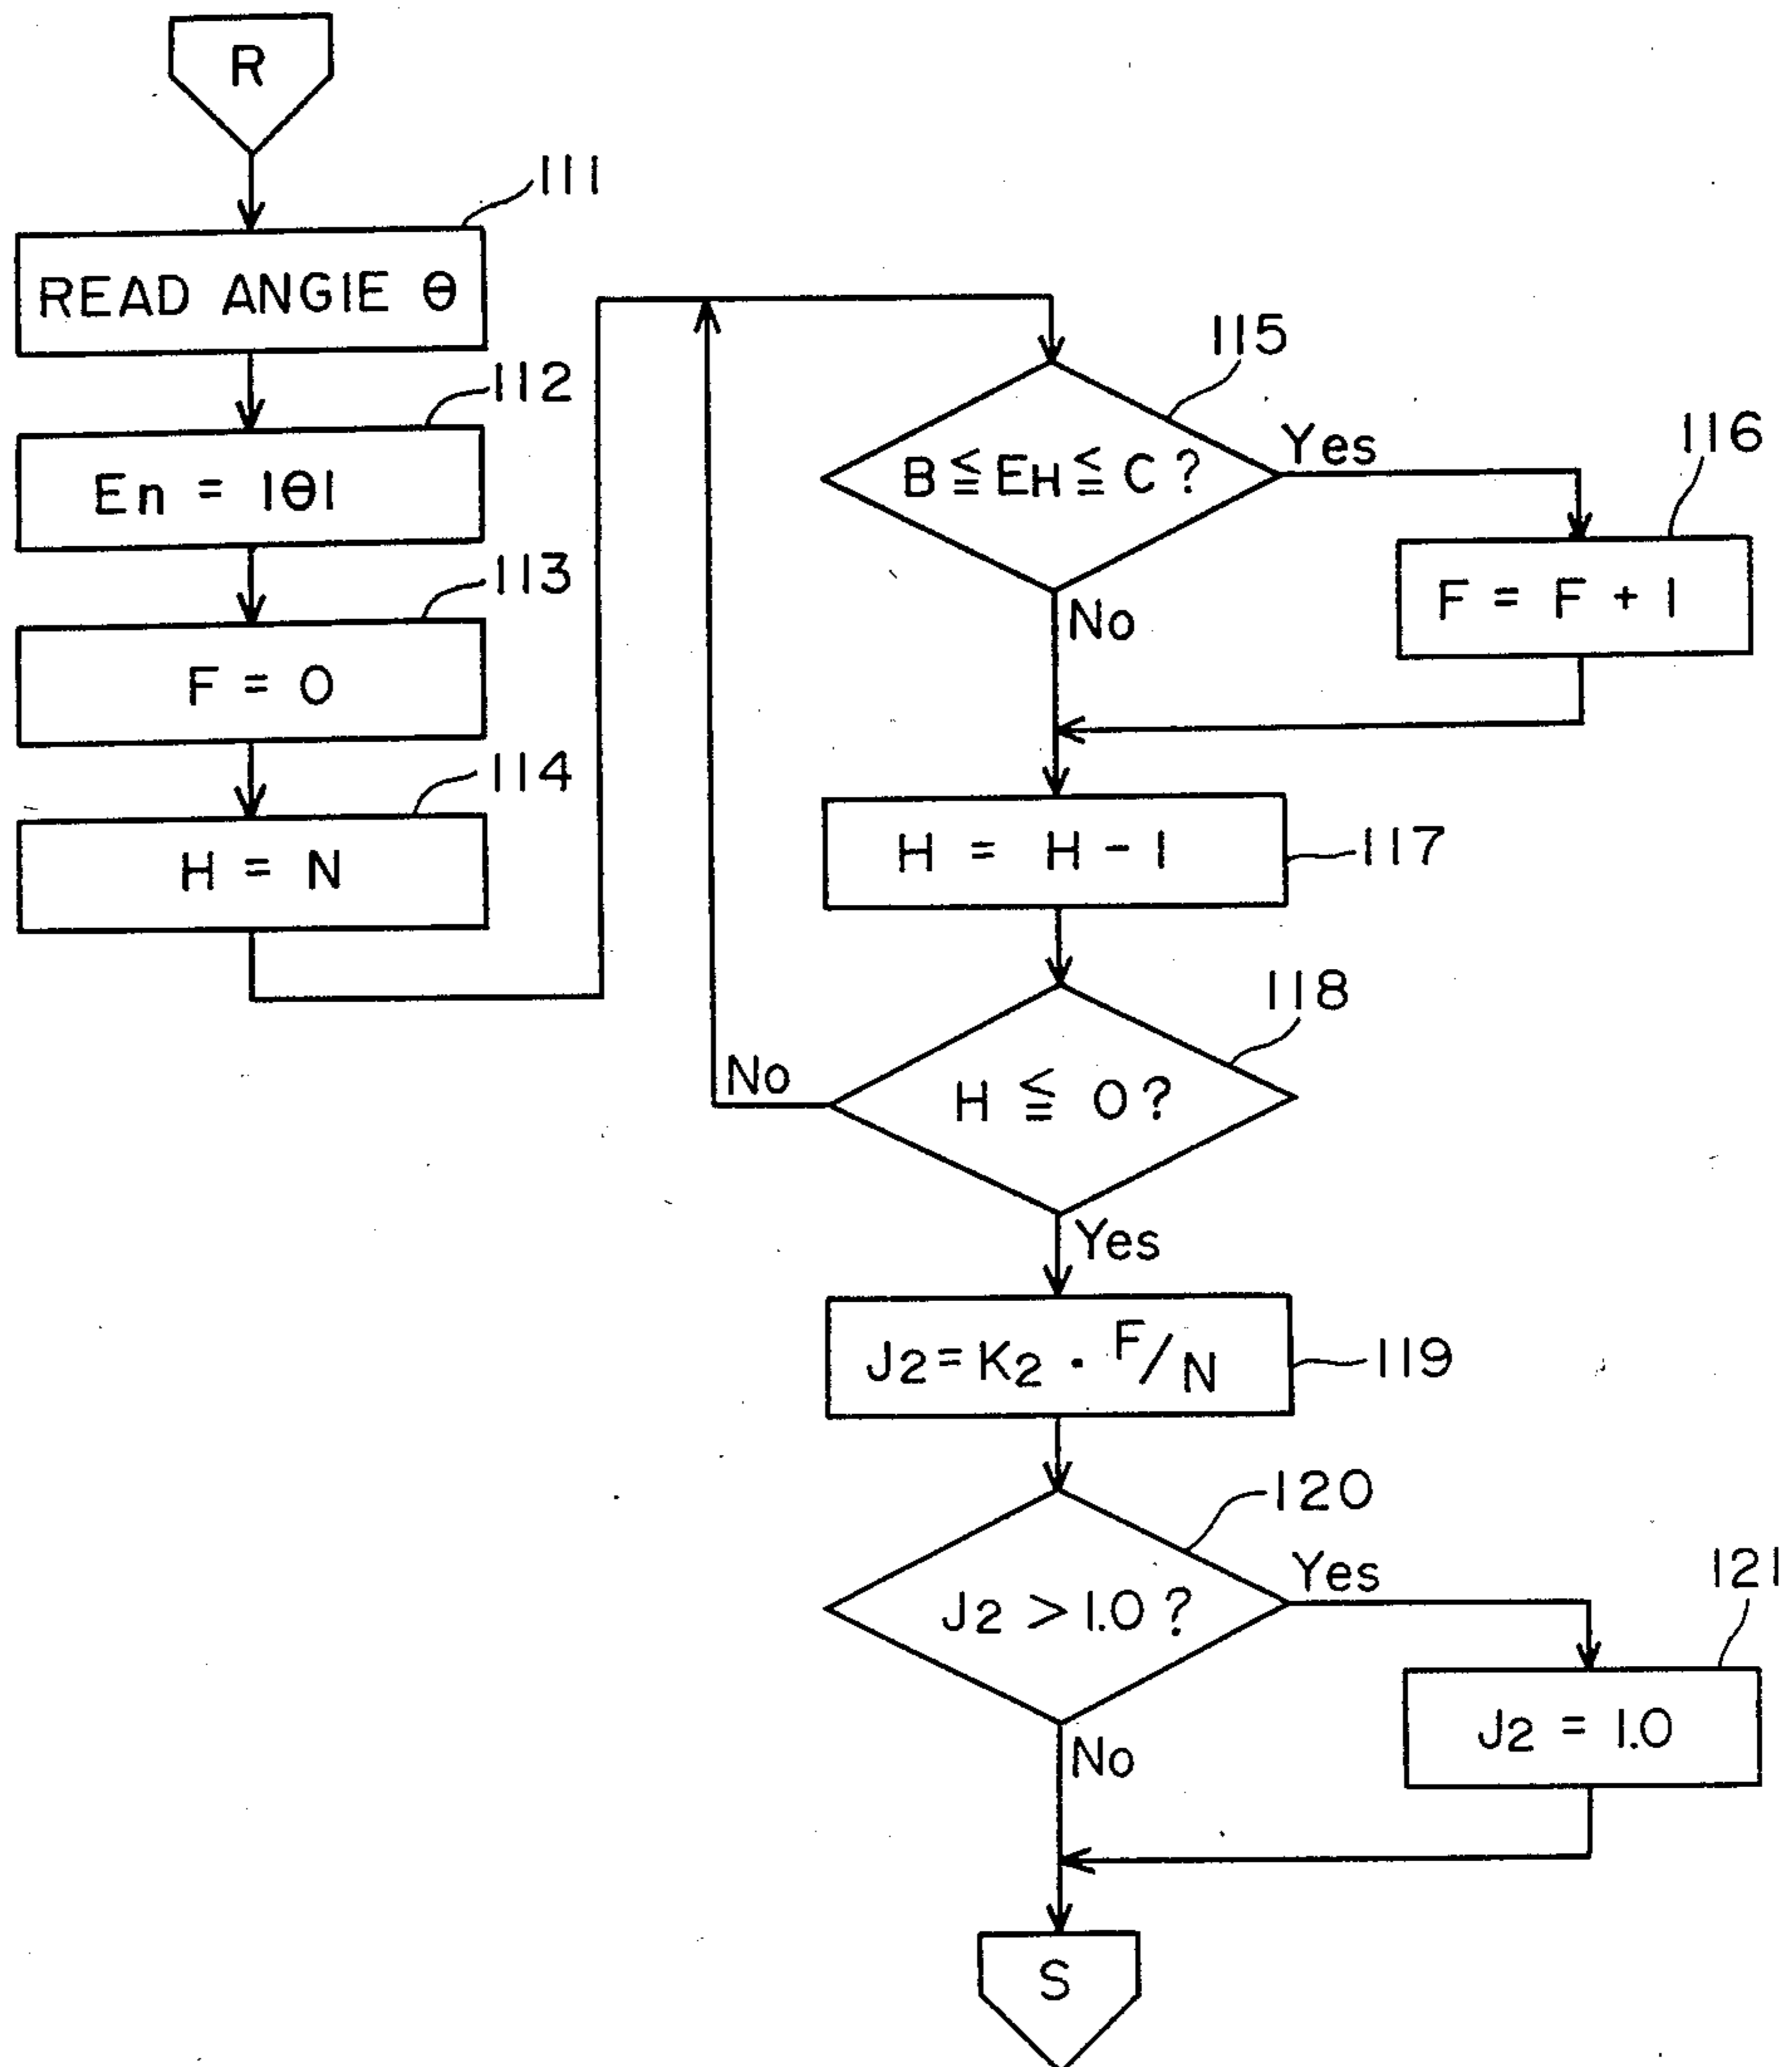 R
111
READ ANGIE θ
112
En = |θ|
113
F = 0
114
H = N
115
B ≦ EH ≦ C ?
Yes
116
F = F + 1
No
H = H - 1
117
118
H ≦ 0 ?
No
Yes
J2 = K2 · F/N
119
120
J2 > 1.0 ?
Yes
121
J2 = 1.0
No
S